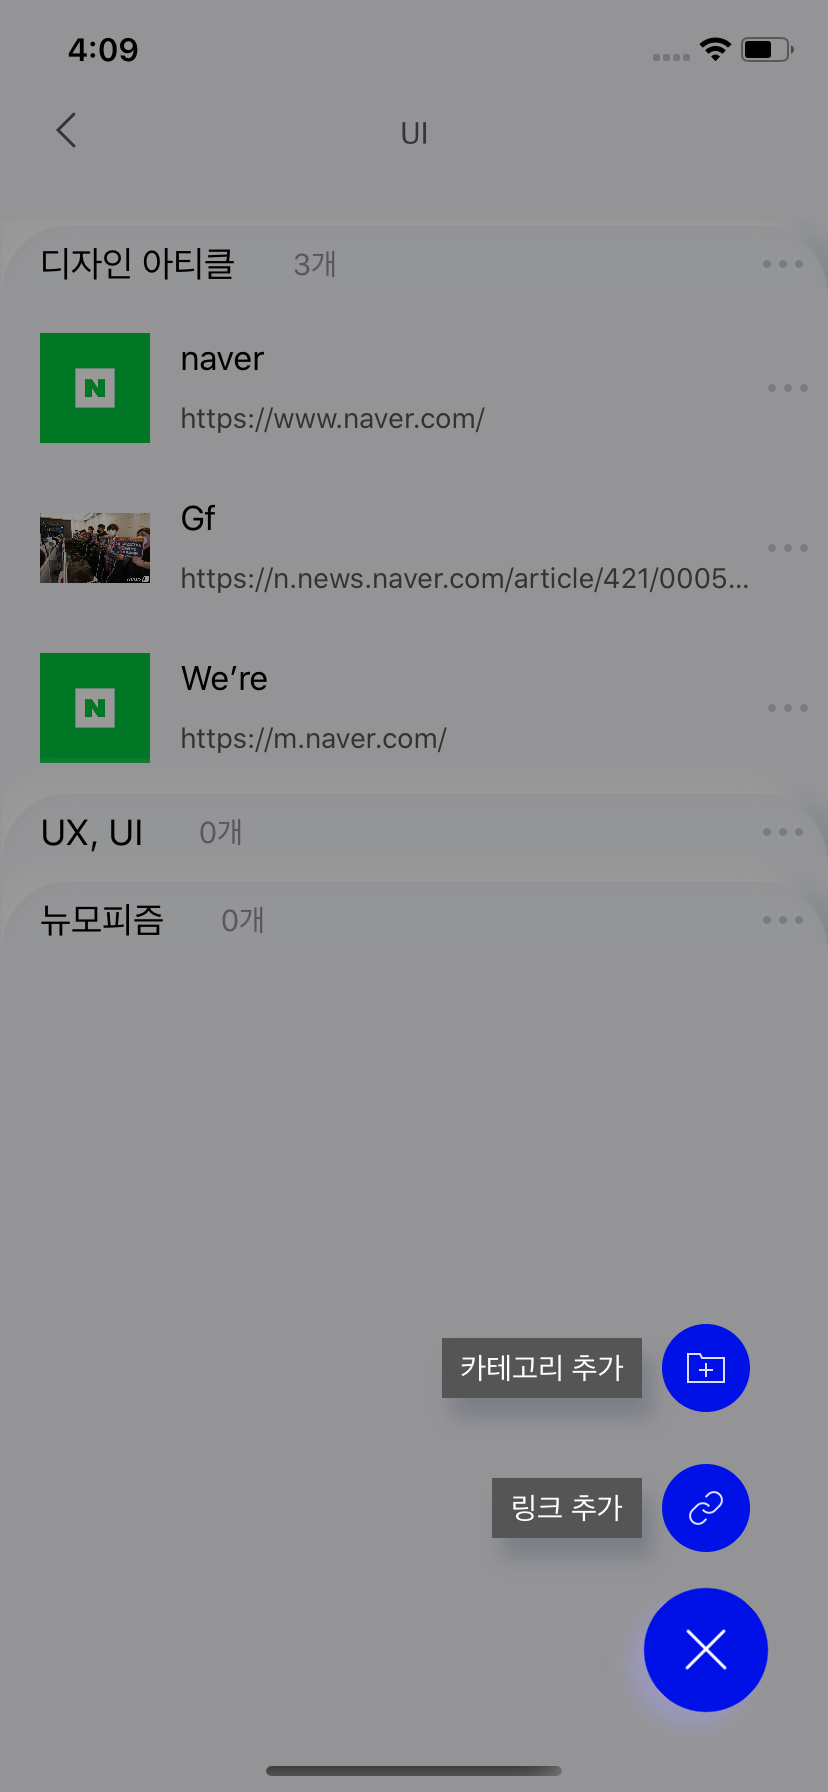 4:09
UI
디자인 아티클 3개
N
naver
https://www.naver.com/
Gf
https://n.news.naver.com/article/421/0005...
N
We’re
https://m.naver.com/
UX, UI 0개
뉴모피즘 0개
카테고리 추가
링크 추가